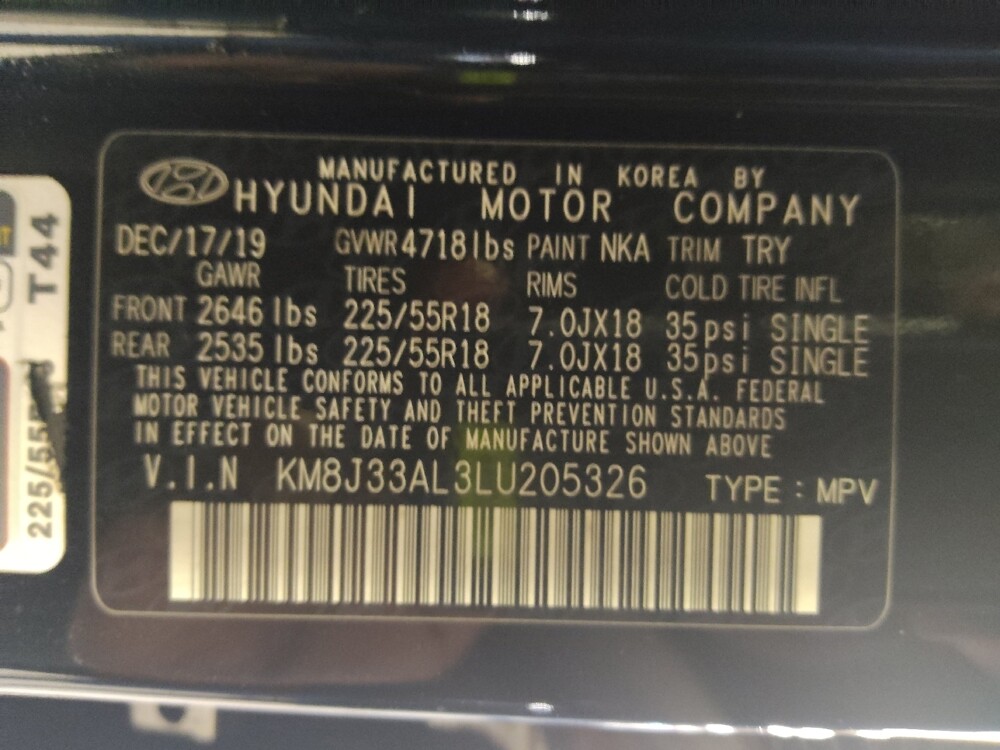 MANUFACTURED IN KOREA BY
HYUNDAI MOTOR COMPANY
DEC/17/19 GVWR 4718 lbs PAINT NKA TRIM TRY
GAWR TIRES RIMS COLD TIRE INFL
FRONT 2646 lbs 225/55R18 7.0JX18 35psi SINGLE
REAR 2535 lbs 225/55R18 7.0JX18 35psi SINGLE
THIS VEHICLE CONFORMS TO ALL APPLICABLE U.S.A. FEDERAL
MOTOR VEHICLE SAFETY AND THEFT PREVENTION STANDARDS
IN EFFECT ON THE DATE OF MANUFACTURE SHOWN ABOVE
V.I.N KM8J33AL3LU205326 TYPE : MPV
T44